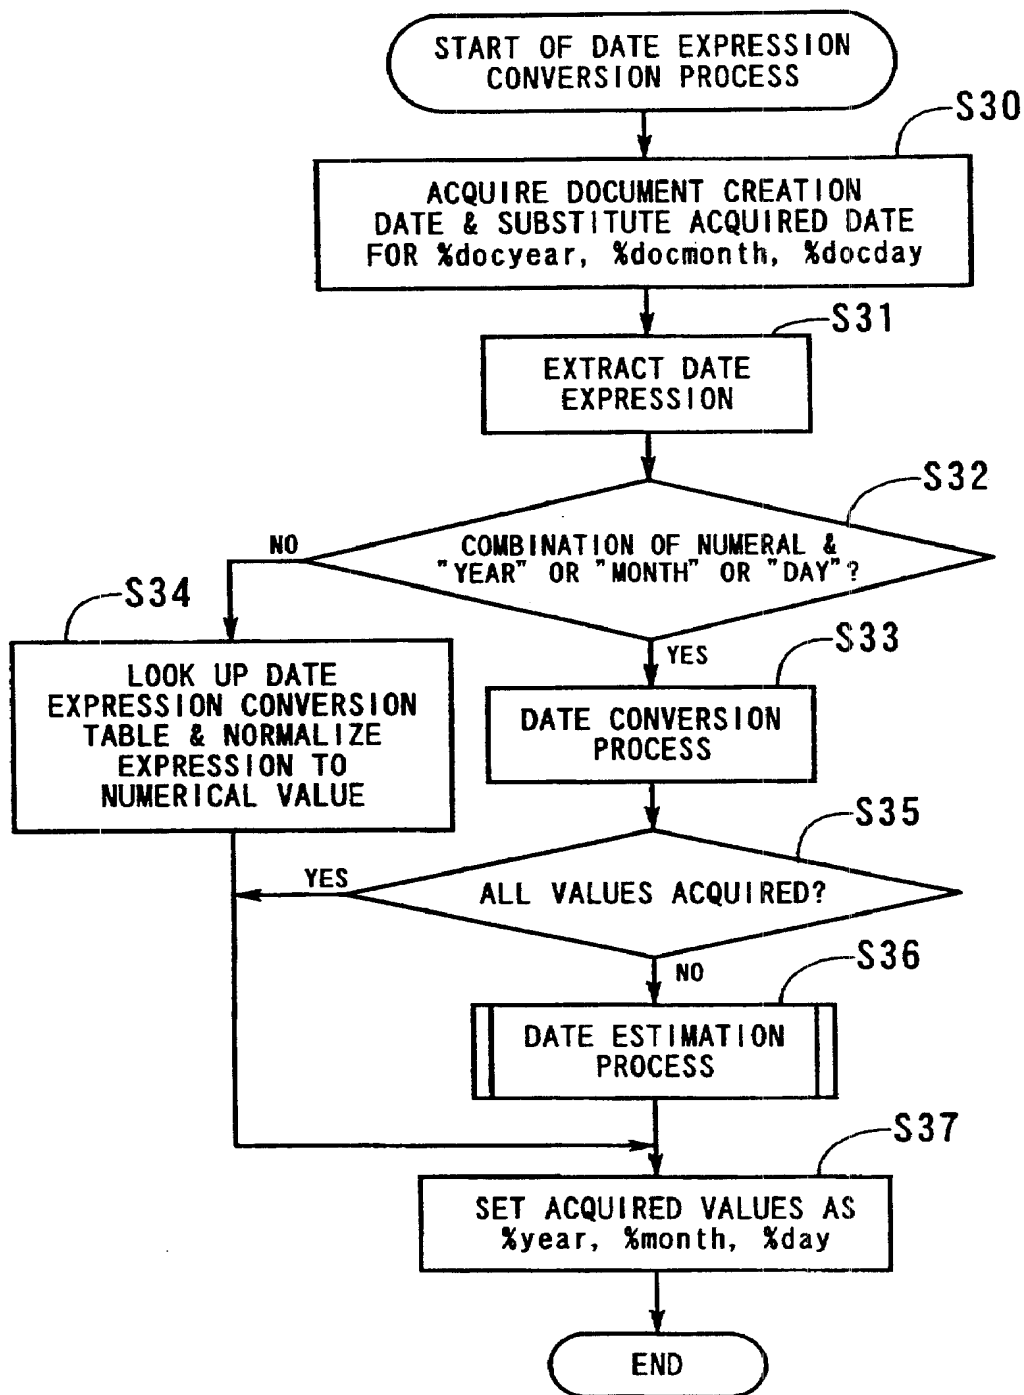 START OF DATE EXPRESSION
CONVERSION PROCESS
S30
ACQUIRE DOCUMENT CREATION
DATE & SUBSTITUTE ACQUIRED DATE
FOR %docyear, %docmonth, %docday
S31
EXTRACT DATE
EXPRESSION
S32
COMBINATION OF NUMERAL &
"YEAR" OR "MONTH" OR "DAY"?
NO
YES
S34
LOOK UP DATE
EXPRESSION CONVERSION
TABLE & NORMALIZE
EXPRESSION TO
NUMERICAL VALUE
S33
DATE CONVERSION
PROCESS
S35
ALL VALUES ACQUIRED?
YES
NO
S36
DATE ESTIMATION
PROCESS
S37
SET ACQUIRED VALUES AS
%year, %month, %day
END